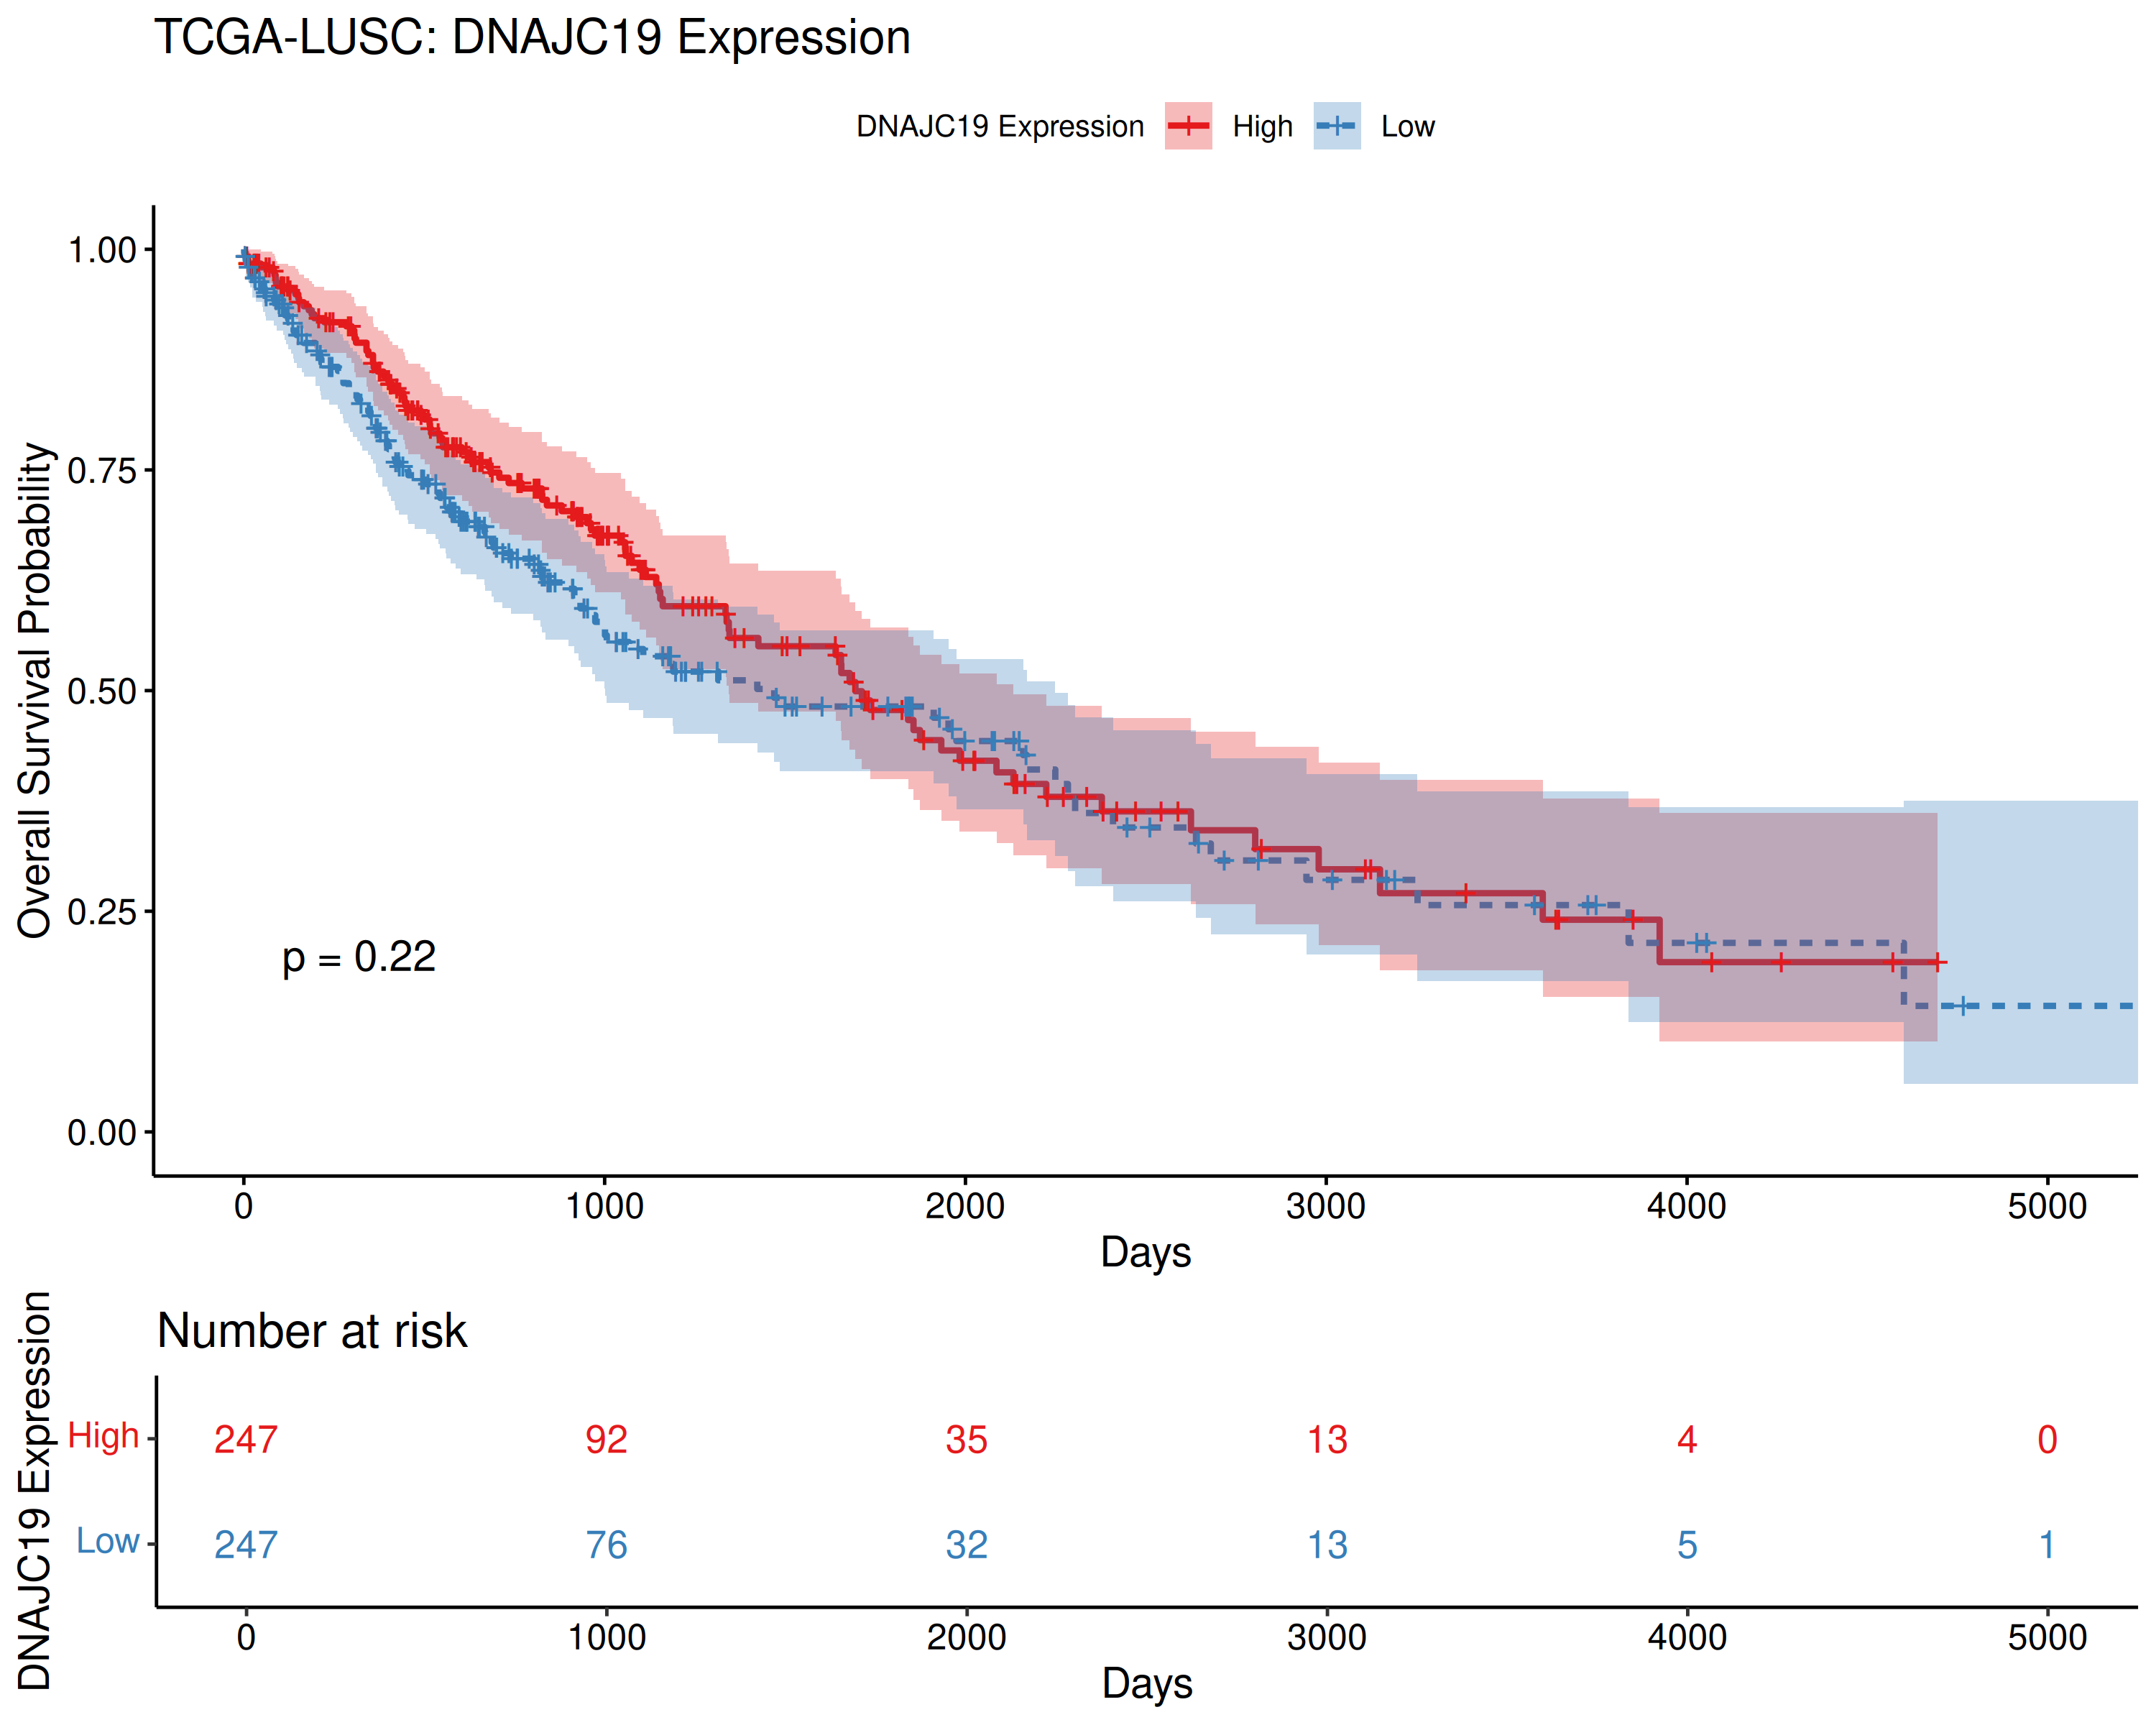 TCGA-LUSC: DNAJC19 Expression
DNAJC19 Expression High Low
Overall Survival Probability
1.00
0.75
0.50
0.25
0.00
p = 0.22
0 1000 2000 3000 4000 5000
Days
Number at risk
DNAJC19 Expression
High 247 92 35 13 4 0
Low 247 76 32 13 5 1
0 1000 2000 3000 4000 5000
Days